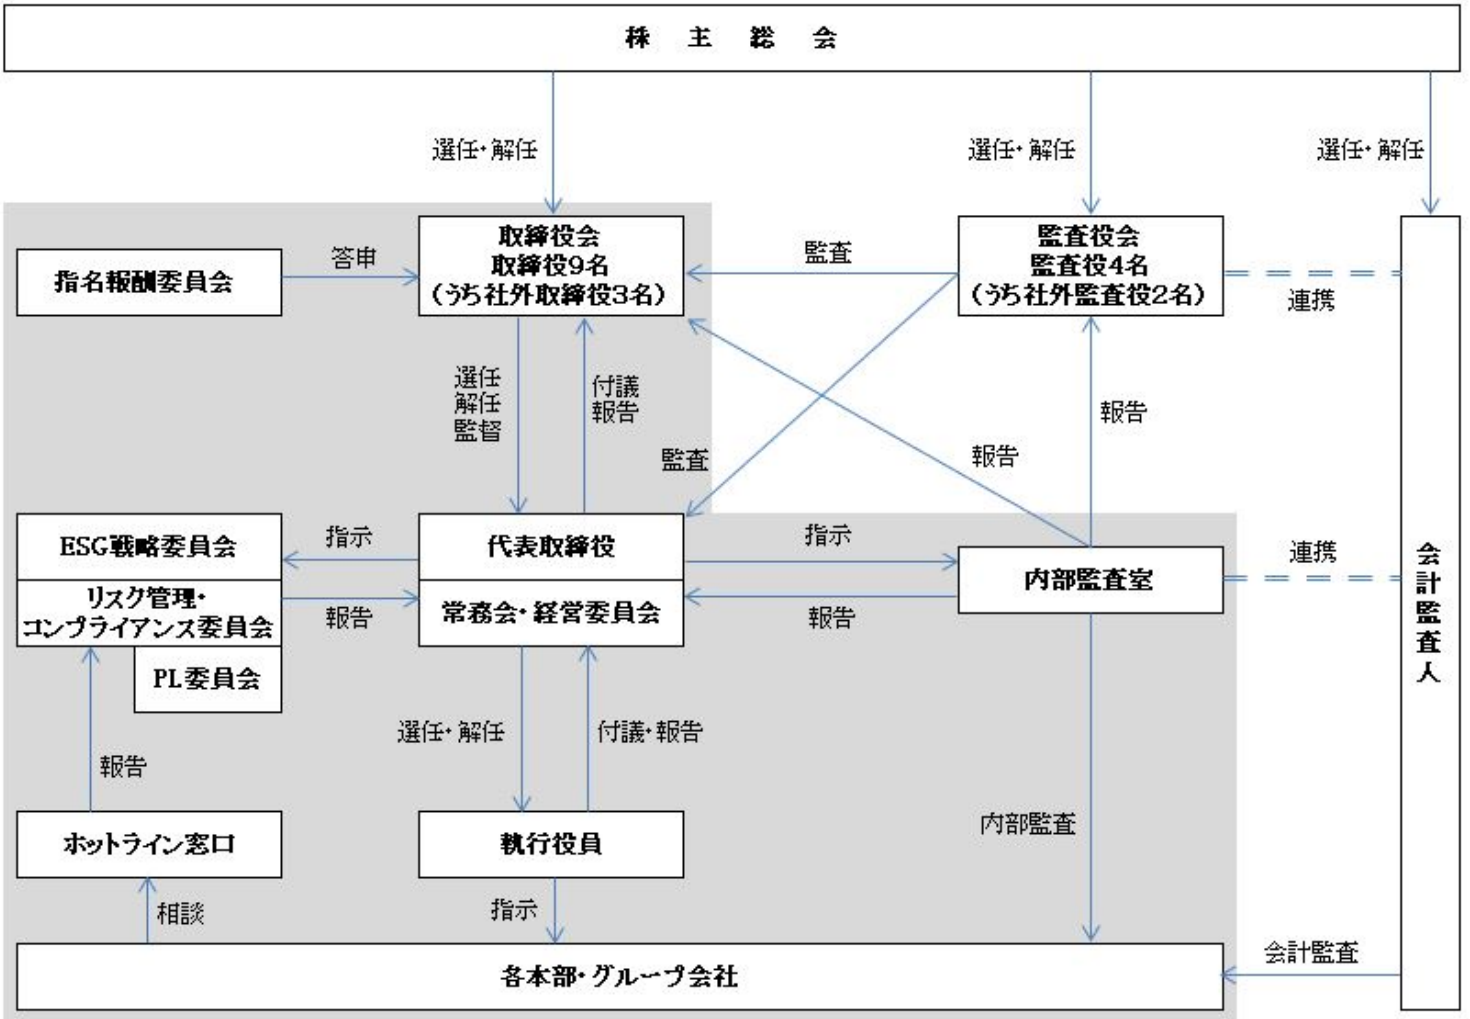 株主総会
選任・解任
選任・解任
選任・解任
指名報酬委員会
答申
取締役会
取締役9名
（うち社外取締役3名）
監査
監査役会
監査役4名
（うち社外監査役2名）
連携
選任
解任
監督
付議
報告
監査
報告
報告
ESG戦略委員会
リスク管理・
コンプライアンス委員会
PL委員会
指示
報告
代表取締役
常務会・経営委員会
指示
報告
内部監査室
連携
会計監査人
報告
選任・解任
付議・報告
内部監査
ホットライン窓口
執行役員
相談
指示
各本部・グループ会社
会計監査